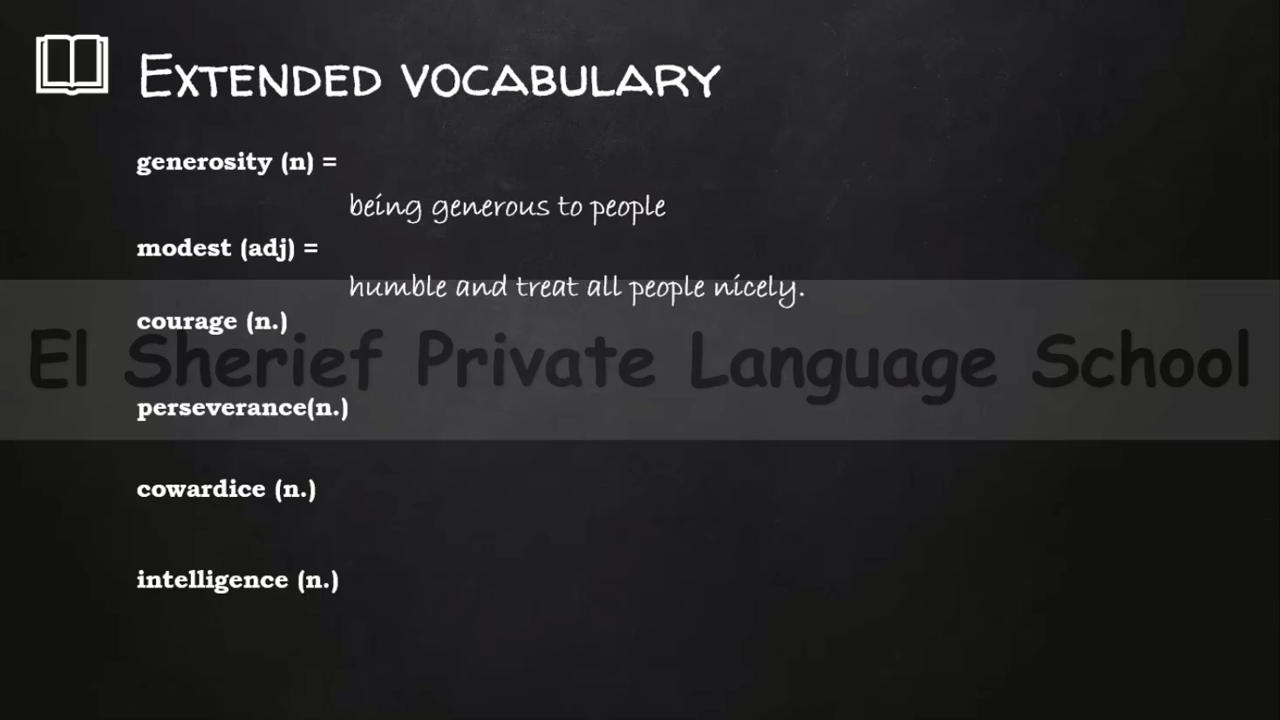 Extended vocabulary
generosity (n) =
being generous to people
modest (adj) =
humble and treat all people nicely.
courage (n.)
El Sherief Private Language School
perseverance(n.)
cowardice (n.)
intelligence (n.)